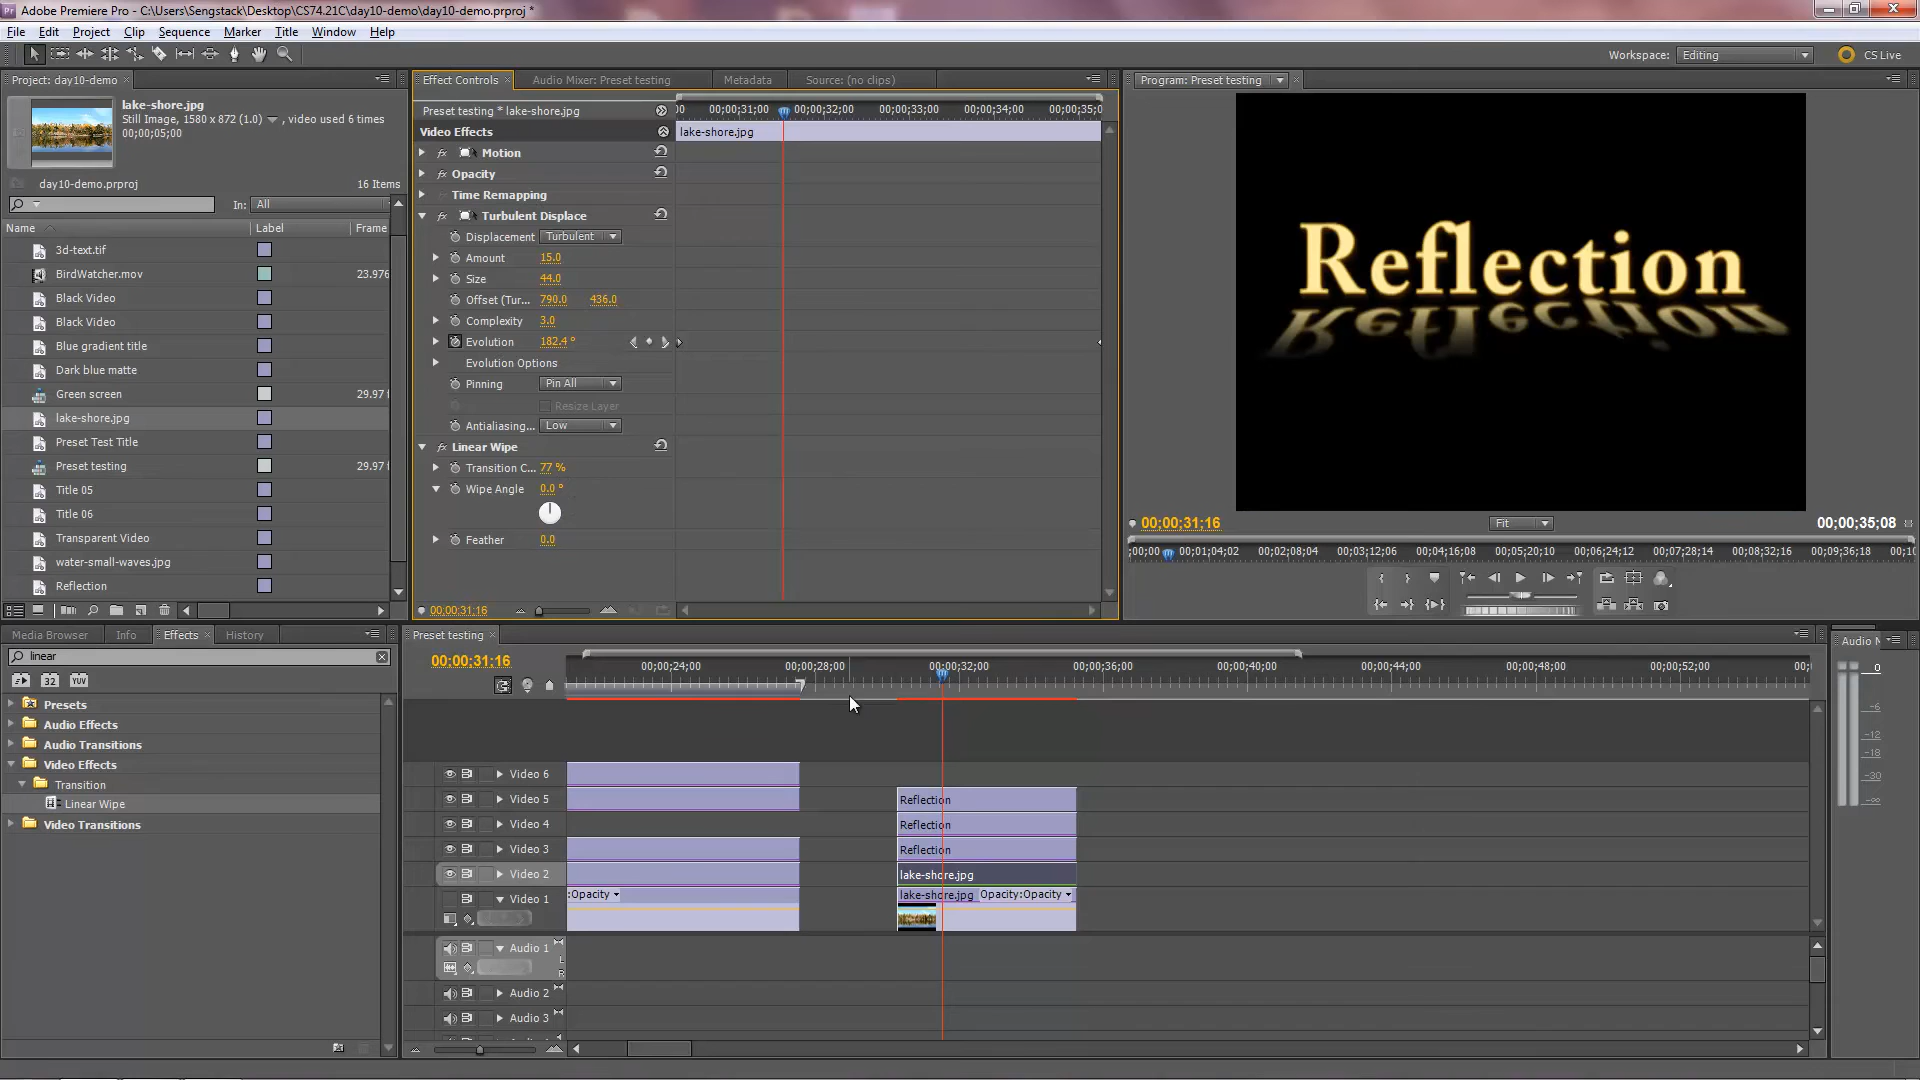 Adobe Premiere Pro - C:\Users\Sengstack\Desktop\CS74.21C\day10-demo\day10-demo.prproj *
File Edit Project Clip Sequence Marker Title Window Help
Workspace: Editing CS Live
Project: day10-demo
lake-shore.jpg
Still Image, 1580 x 872 (1.0) , video used 6 times
00;00;05;00
day10-demo.prproj 16 Items
In: All
Name Label Frame
3d-text.tif
BirdWatcher.mov 23.976
Black Video
Black Video
Blue gradient title
Dark blue matte
Green screen 29.97 f
lake-shore.jpg
Preset Test Title
Preset testing 29.97 f
Title 05
Title 06
Transparent Video
water-small-waves.jpg
Reflection
Effect Controls Audio Mixer: Preset testing Metadata Source: (no clips)
Preset testing * lake-shore.jpg
00 00;00;31;00 00;00;32;00 00;00;33;00 00;00;34;00 00;00;35;0
Video Effects lake-shore.jpg
fx Motion
fx Opacity
Time Remapping
fx Turbulent Displace
Displacement Turbulent
Amount 15.0
Size 44.0
Offset (Tur... 790.0 436.0
Complexity 3.0
Evolution 182.4 °
Evolution Options
Pinning Pin All
Resize Layer
Antialiasing... Low
fx Linear Wipe
Transition C... 77 %
Wipe Angle 0.0 °
Feather 0.0
00;00;31;16
Program: Preset testing
Reflection
Reflection
00;00;31;16 Fit 00;00;35;08
;00;00 00;01;04;02 00;02;08;04 00;03;12;06 00;04;16;08 00;05;20;10 00;06;24;12 00;07;28;14 00;08;32;16 00;09;36;18 00;10
Media Browser Info Effects History
linear
32 YUV
Presets
Audio Effects
Audio Transitions
Video Effects
Transition
Linear Wipe
Video Transitions
Preset testing
00;00;31;16
00;00;24;00 00;00;28;00 00;00;32;00 00;00;36;00 00;00;40;00 00;00;44;00 00;00;48;00 00;00;52;00 00;
Video 6
Video 5 Reflection
Video 4 Reflection
Video 3 Reflection
Video 2 lake-shore.jpg
:Opacity Video 1 lake-shore.jpg Opacity:Opacity
Audio 1
L
R
Audio 2
Audio 3
Audio M
0
-6
-12
-18
-30
-∞